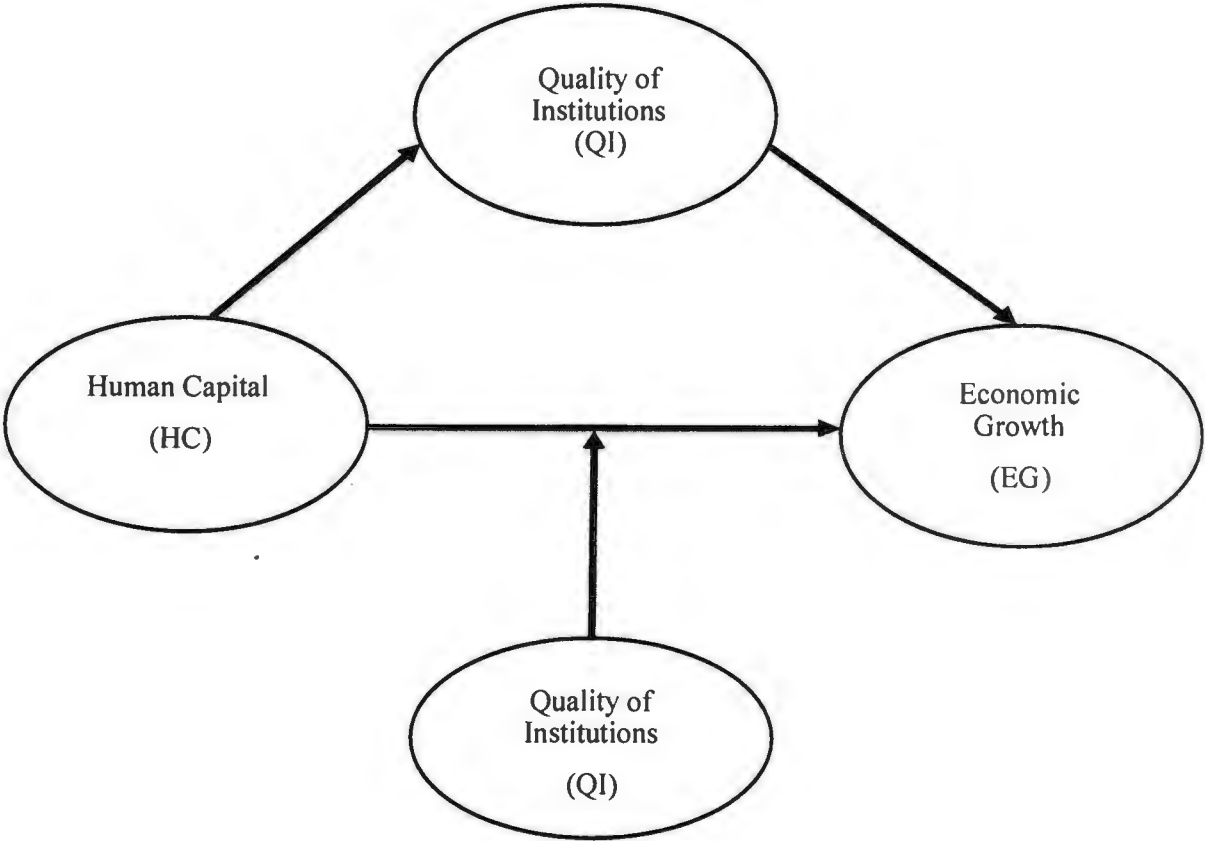 Quality of
Institutions
(QI)
Human Capital
(HC)
Economic
Growth
(EG)
Quality of
Institutions
(QI)